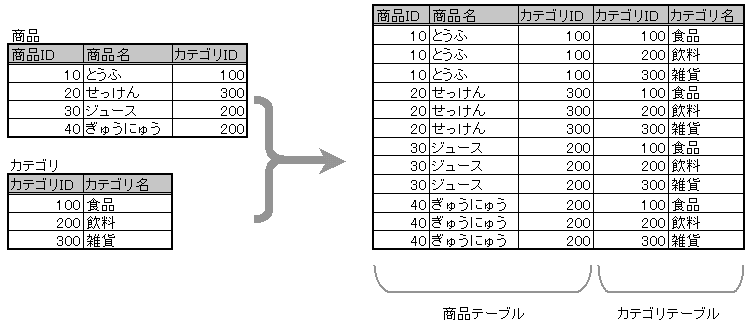 商品
商品ID 商品名 カテゴリID
10 とうふ 100
20 せっけん 300
30 ジュース 200
40 ぎゅうにゅう 200
カテゴリ
カテゴリID カテゴリ名
100 食品
200 飲料
300 雑貨
商品ID 商品名 カテゴリID カテゴリID カテゴリ名
10 とうふ 100 100 食品
10 とうふ 100 200 飲料
10 とうふ 100 300 雑貨
20 せっけん 300 100 食品
20 せっけん 300 200 飲料
20 せっけん 300 300 雑貨
30 ジュース 200 100 食品
30 ジュース 200 200 飲料
30 ジュース 200 300 雑貨
40 ぎゅうにゅう 200 100 食品
40 ぎゅうにゅう 200 200 飲料
40 ぎゅうにゅう 200 300 雑貨
商品テーブル カテゴリテーブル